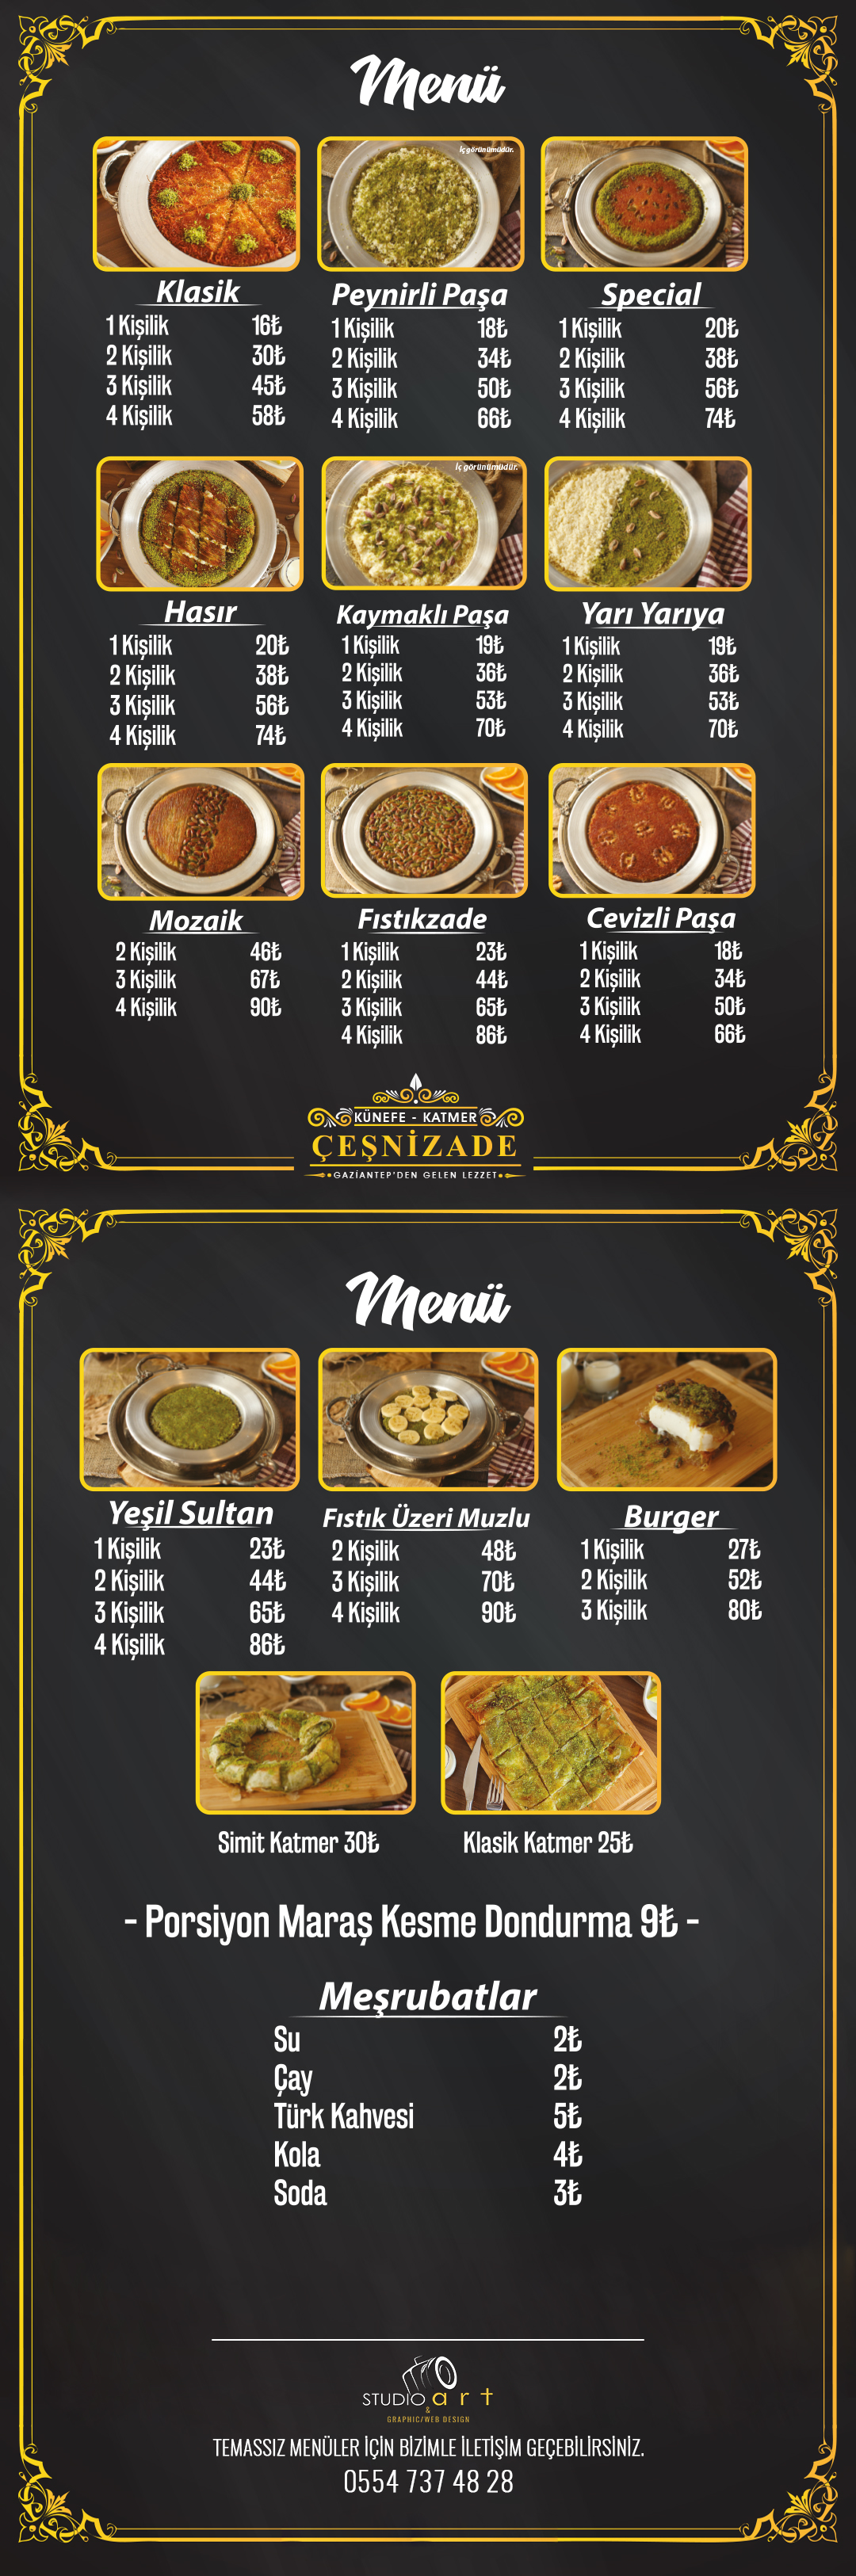 Menü
İç görünümüdür.
Klasik
1 Kişilik 16₺
2 Kişilik 30₺
3 Kişilik 45₺
4 Kişilik 58₺
Peynirli Paşa
1 Kişilik 18₺
2 Kişilik 34₺
3 Kişilik 50₺
4 Kişilik 66₺
Special
1 Kişilik 20₺
2 Kişilik 38₺
3 Kişilik 56₺
4 Kişilik 74₺
İç görünümüdür.
Hasır
1 Kişilik 20₺
2 Kişilik 38₺
3 Kişilik 56₺
4 Kişilik 74₺
Kaymaklı Paşa
1 Kişilik 19₺
2 Kişilik 36₺
3 Kişilik 53₺
4 Kişilik 70₺
Yarı Yarıya
1 Kişilik 19₺
2 Kişilik 36₺
3 Kişilik 53₺
4 Kişilik 70₺
Mozaik
2 Kişilik 46₺
3 Kişilik 67₺
4 Kişilik 90₺
Fıstıkzade
1 Kişilik 23₺
2 Kişilik 44₺
3 Kişilik 65₺
4 Kişilik 86₺
Cevizli Paşa
1 Kişilik 18₺
2 Kişilik 34₺
3 Kişilik 50₺
4 Kişilik 66₺
KÜNEFE - KATMER
ÇEŞNİZADE
GAZİANTEP'DEN GELEN LEZZET
Menü
Yeşil Sultan
1 Kişilik 23₺
2 Kişilik 44₺
3 Kişilik 65₺
4 Kişilik 86₺
Fıstık Üzeri Muzlu
2 Kişilik 48₺
3 Kişilik 70₺
4 Kişilik 90₺
Burger
1 Kişilik 27₺
2 Kişilik 52₺
3 Kişilik 80₺
Simit Katmer 30₺
Klasik Katmer 25₺
- Porsiyon Maraş Kesme Dondurma 9₺ -
Meşrubatlar
Su 2₺
Çay 2₺
Türk Kahvesi 5₺
Kola 4₺
Soda 3₺
STUDIO art
&
GRAPHIC/WEB DESIGN
TEMASSIZ MENÜLER İÇİN BİZİMLE İLETİŞİM GEÇEBİLİRSİNİZ.
0554 737 48 28